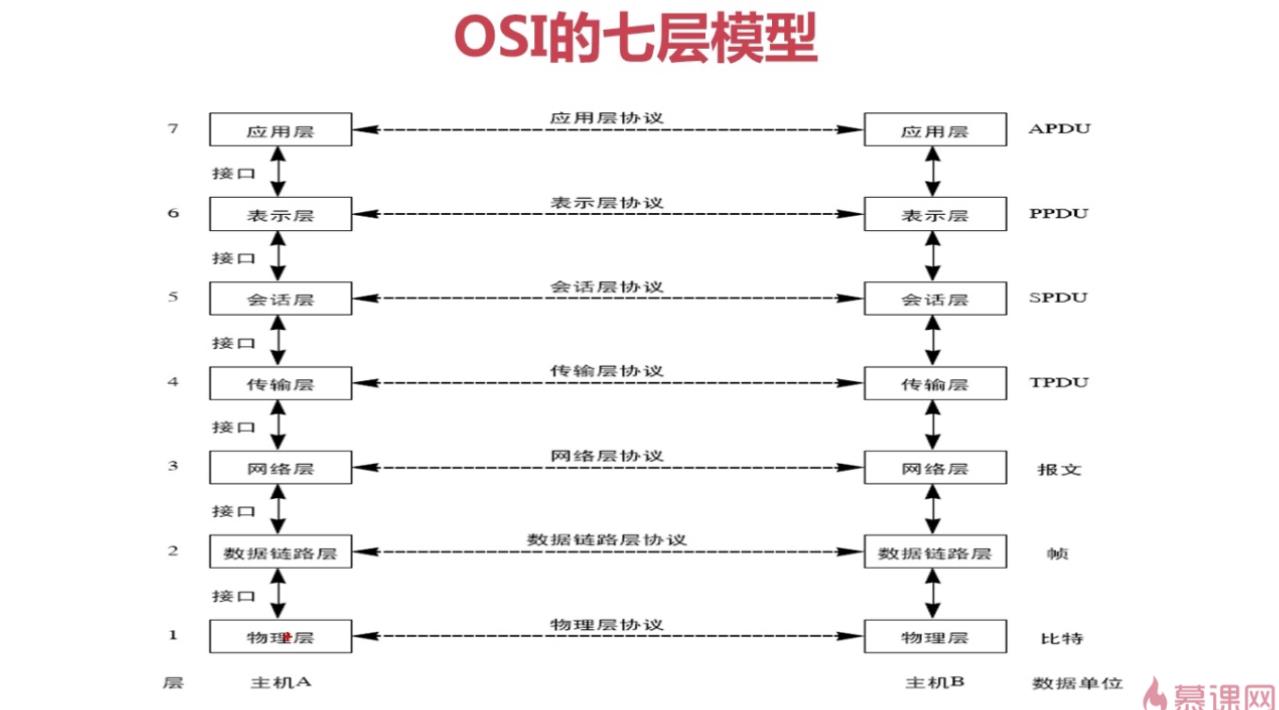 OSI的七层模型
7 应用层 应用层协议 应用层 APDU
接口
6 表示层 表示层协议 表示层 PPDU
接口
5 会话层 会话层协议 会话层 SPDU
接口
4 传输层 传输层协议 传输层 TPDU
接口
3 网络层 网络层协议 网络层 报文
接口
2 数据链路层 数据链路层协议 数据链路层 帧
接口
1 物理层 物理层协议 物理层 比特
层 主机A 主机B 数据单位
慕课网